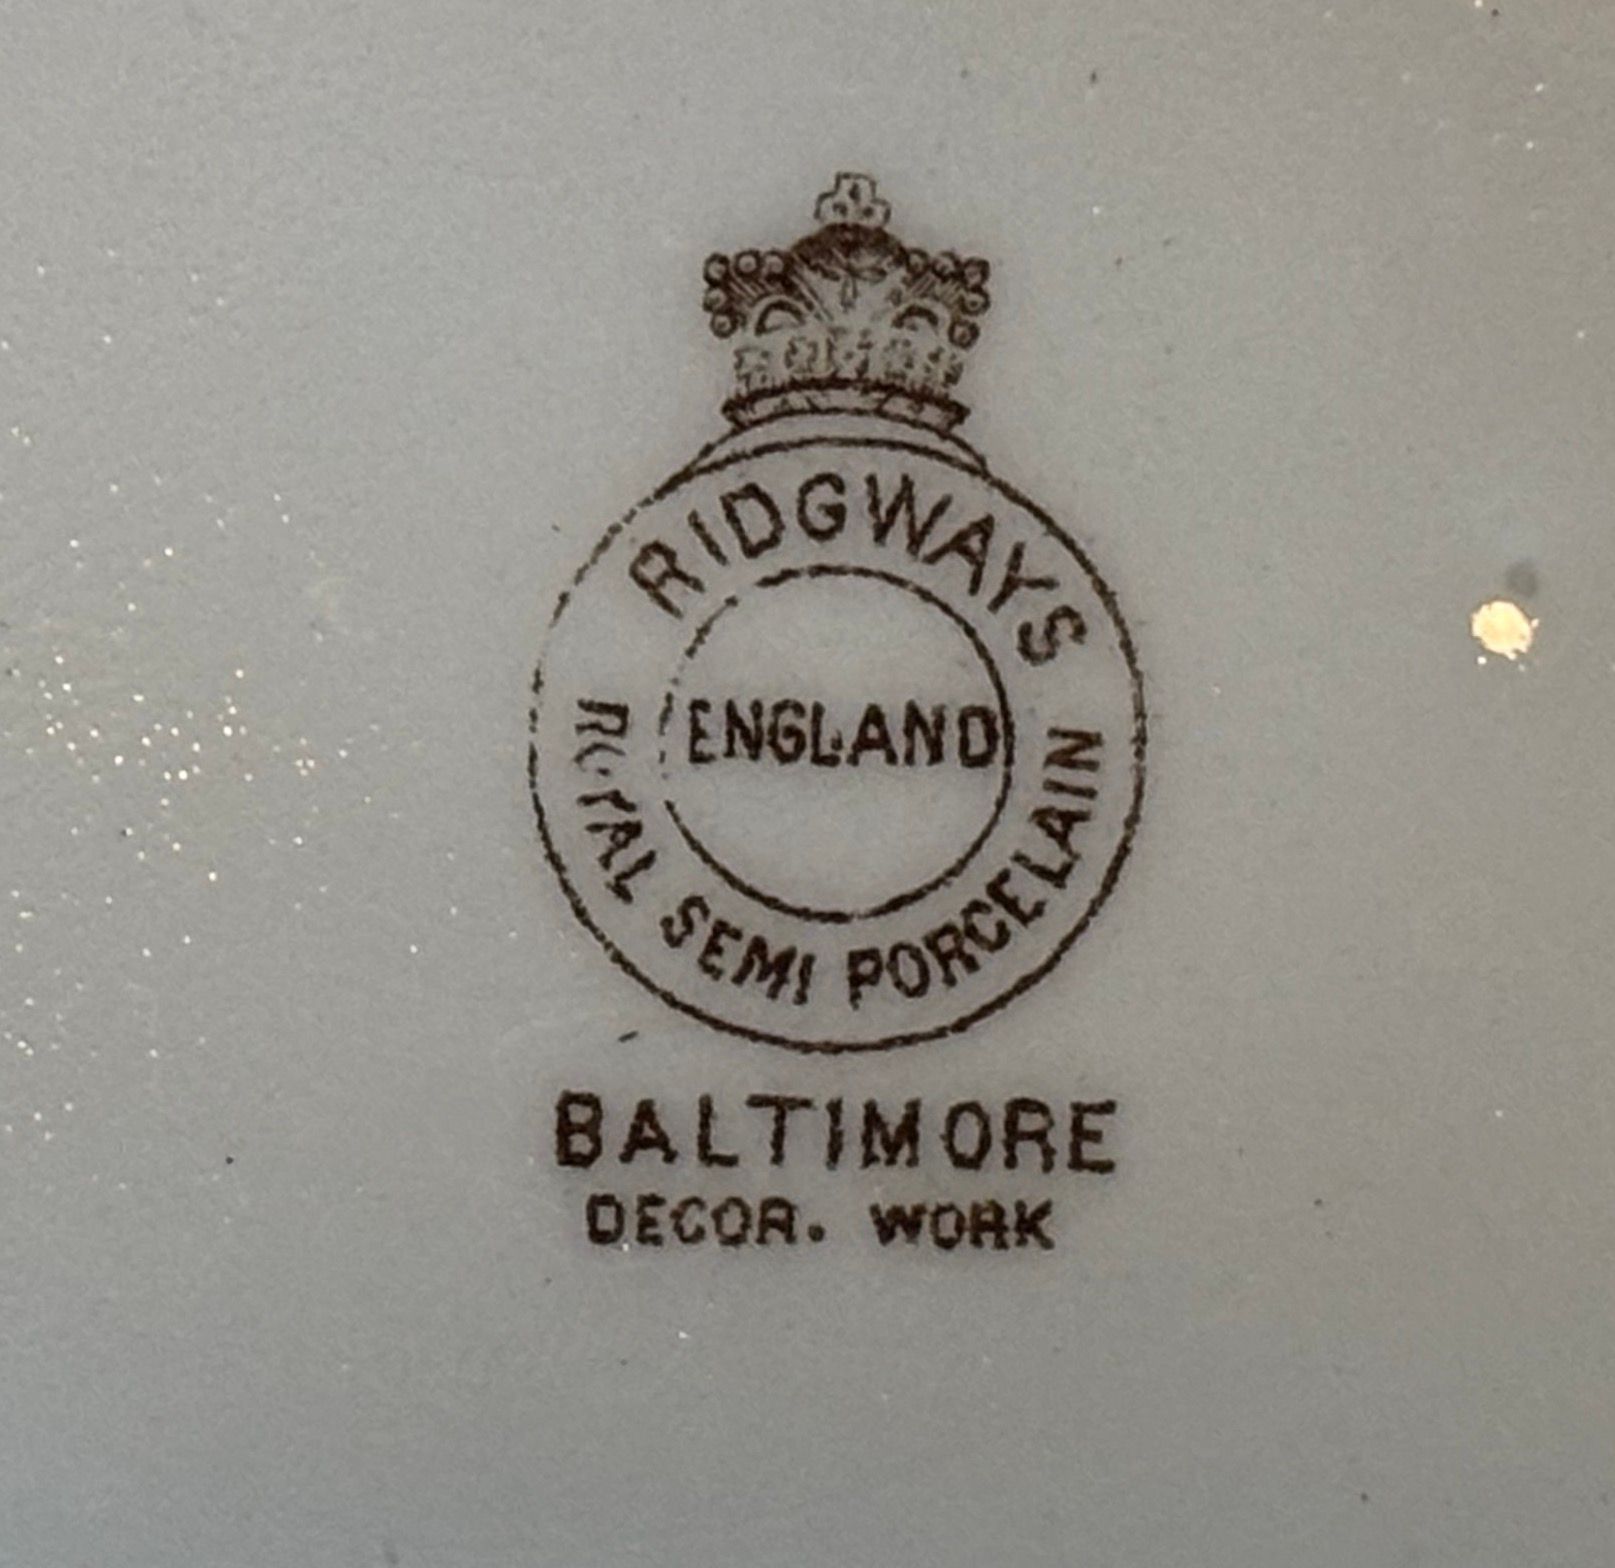 RIDGWAYS
ENGLAND
ROYAL SEMI PORCELAIN
BALTIMORE
DECOR. WORK